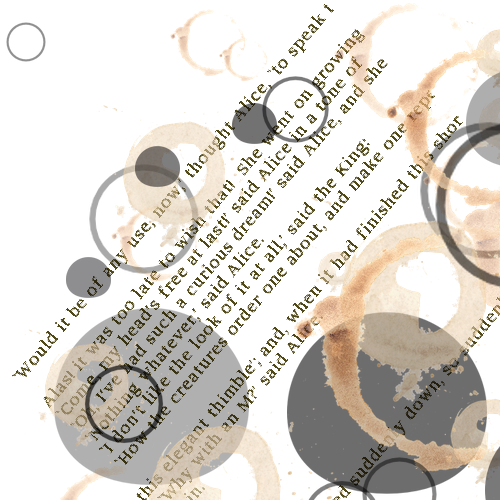 'Would it be of any use, now,' thought Alice, 'to speak t
Alas! it was too late to wish that! She went on growing
'Come, my head's free at last!' said Alice in a tone of
'Oh, I've had such a curious dream!' said Alice, and she
'Nothing whatever,' said Alice.
'I don't like the look of it at all,' said the King:
'How the creatures order one about, and make one rep
this elegant thimble'; and, when it had finished this shor
'Why with an M?' said Alice.
in.
nd suddenly down, so sudden